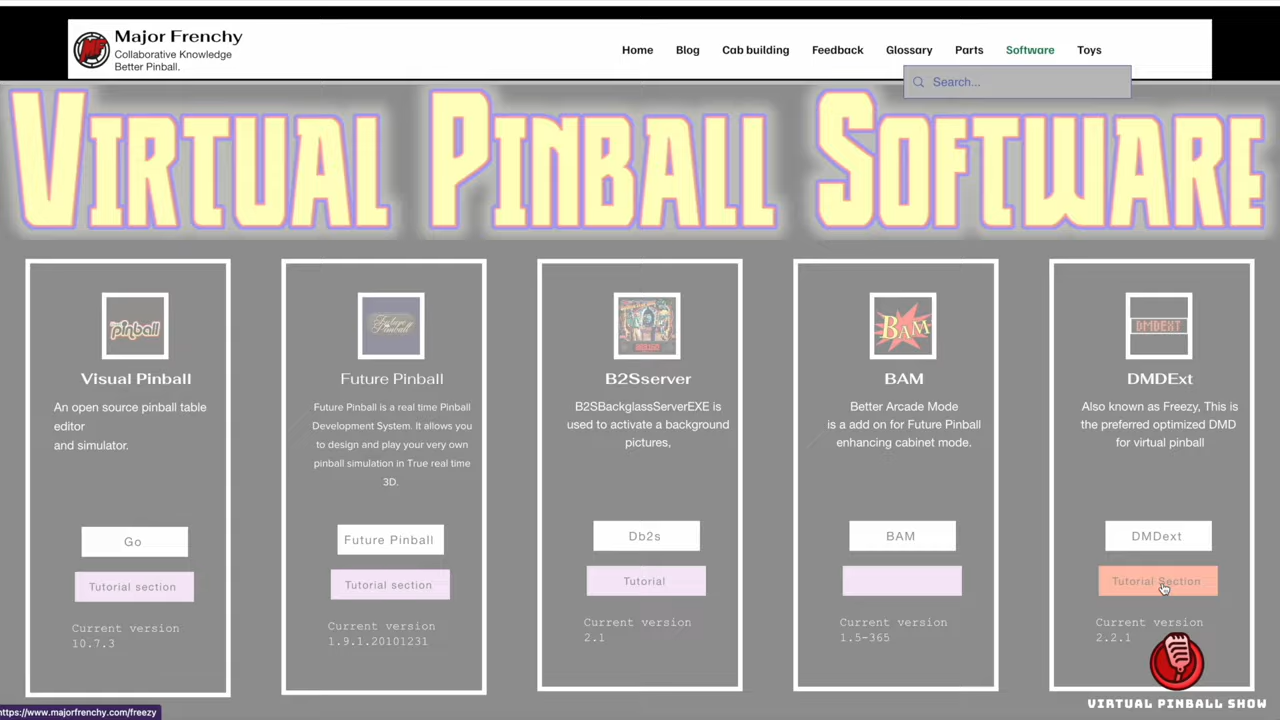 Major Frenchy
Collaborative Knowledge
Better Pinball.
Home Blog Cab building Feedback Glossary Parts Software Toys
Search...
VIRTUAL PINBALL SOFTWARE
pinball
Visual Pinball
An open source pinball table
editor
and simulator.
Go
Tutorial section
Current version
10.7.3
Future
Pinball
Future Pinball
Future Pinball is a real time Pinball
Development System. It allows you
to design and play your very own
pinball simulation in True real time
3D.
Future Pinball
Tutorial section
Current version
1.9.1.20101231
B2Sserver
B2SBackglassServerEXE is
used to activate a background
pictures,
Db2s
Tutorial
Current version
2.1
BAM
BAM
Better Arcade Mode
is a add on for Future Pinball
enhancing cabinet mode.
BAM
Current version
1.5-365
DMDEXT
DMDExt
Also known as Freezy, This is
the preferred optimized DMD
for virtual pinball
DMDext
Tutorial Section
Current version
2.2.1
VIRTUAL PINBALL SHOW
https://www.majorfrenchy.com/freezy